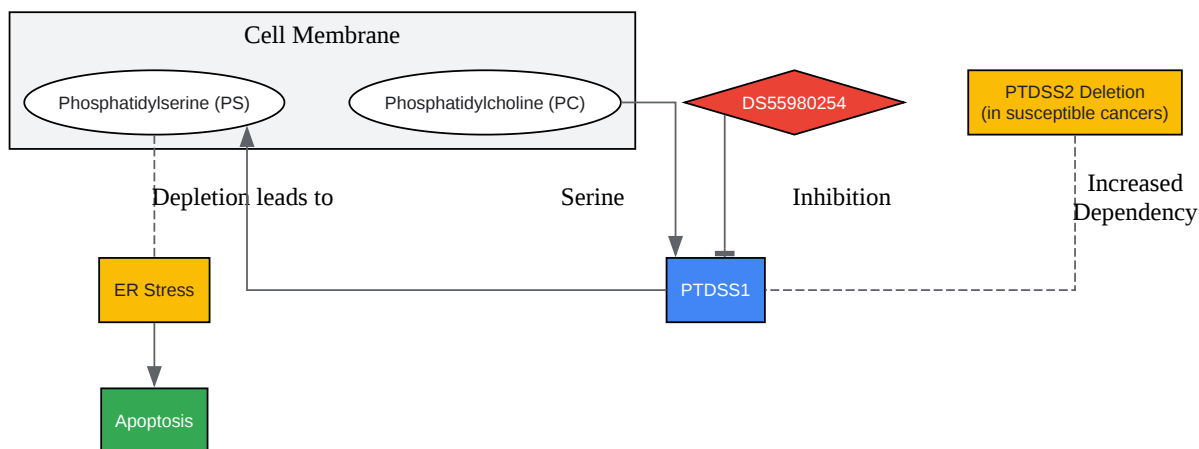 Cell Membrane
Phosphatidylserine (PS)
Phosphatidylcholine (PC)
DS55980254
PTDSS2 Deletion
(in susceptible cancers)
Depletion leads to
Serine
Inhibition
Increased
Dependency
ER Stress
PTDSS1
Apoptosis